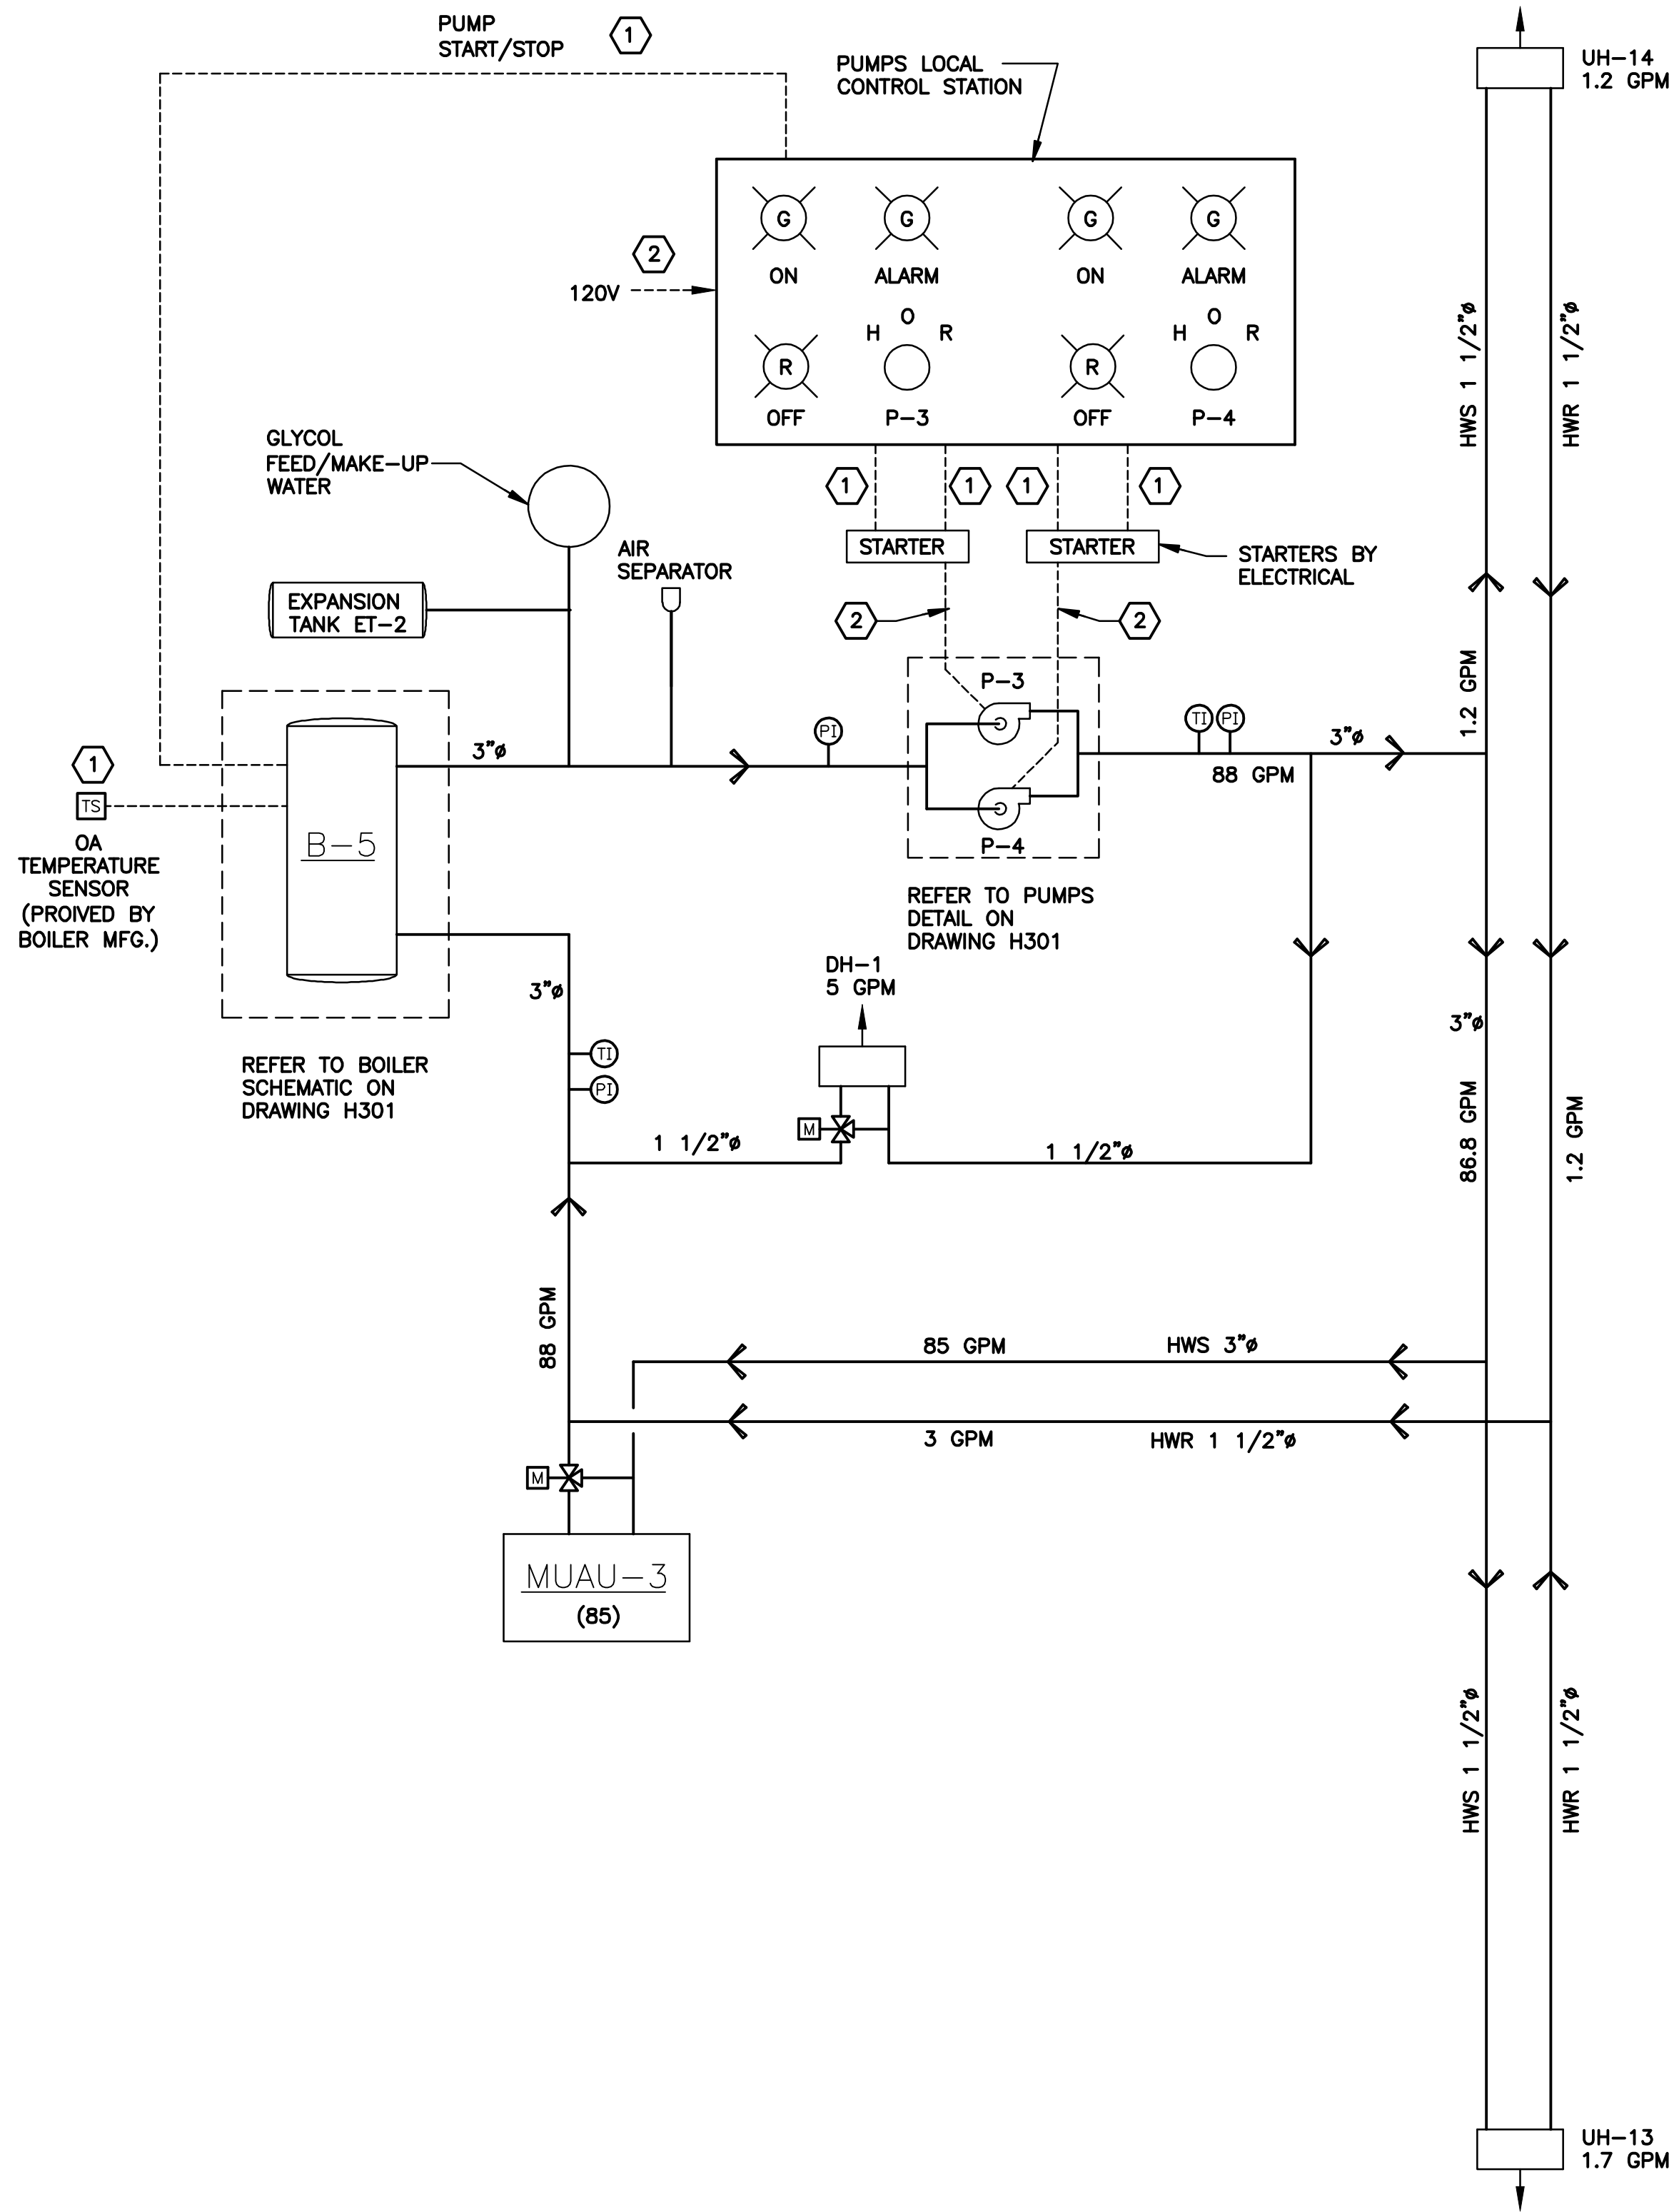 PUMP
START/STOP
1
PUMPS LOCAL
CONTROL STATION
UH-14
1.2 GPM
G
G
G
G
ON
ALARM
ON
ALARM
2
120V
H O R
H O R
R
R
OFF
P-3
OFF
P-4
HWS 1 1/2"ø
HWR 1 1/2"ø
GLYCOL
FEED/MAKE-UP
WATER
1
1
1
1
STARTER
STARTER
STARTERS BY
ELECTRICAL
AIR
SEPARATOR
EXPANSION
TANK ET-2
2
2
P-3
PI
TI
PI
3"ø
3"ø
88 GPM
1.2 GPM
1
TS
OA
TEMPERATURE
SENSOR
(PROIVED BY
BOILER MFG.)
B-5
P-4
REFER TO PUMPS
DETAIL ON
DRAWING H301
DH-1
5 GPM
3"ø
3"ø
TI
PI
REFER TO BOILER
SCHEMATIC ON
DRAWING H301
M
1 1/2"ø
1 1/2"ø
86.8 GPM
1.2 GPM
88 GPM
85 GPM
HWS 3"ø
3 GPM
HWR 1 1/2"ø
M
MUAU-3
(85)
HWS 1 1/2"ø
HWR 1 1/2"ø
UH-13
1.7 GPM